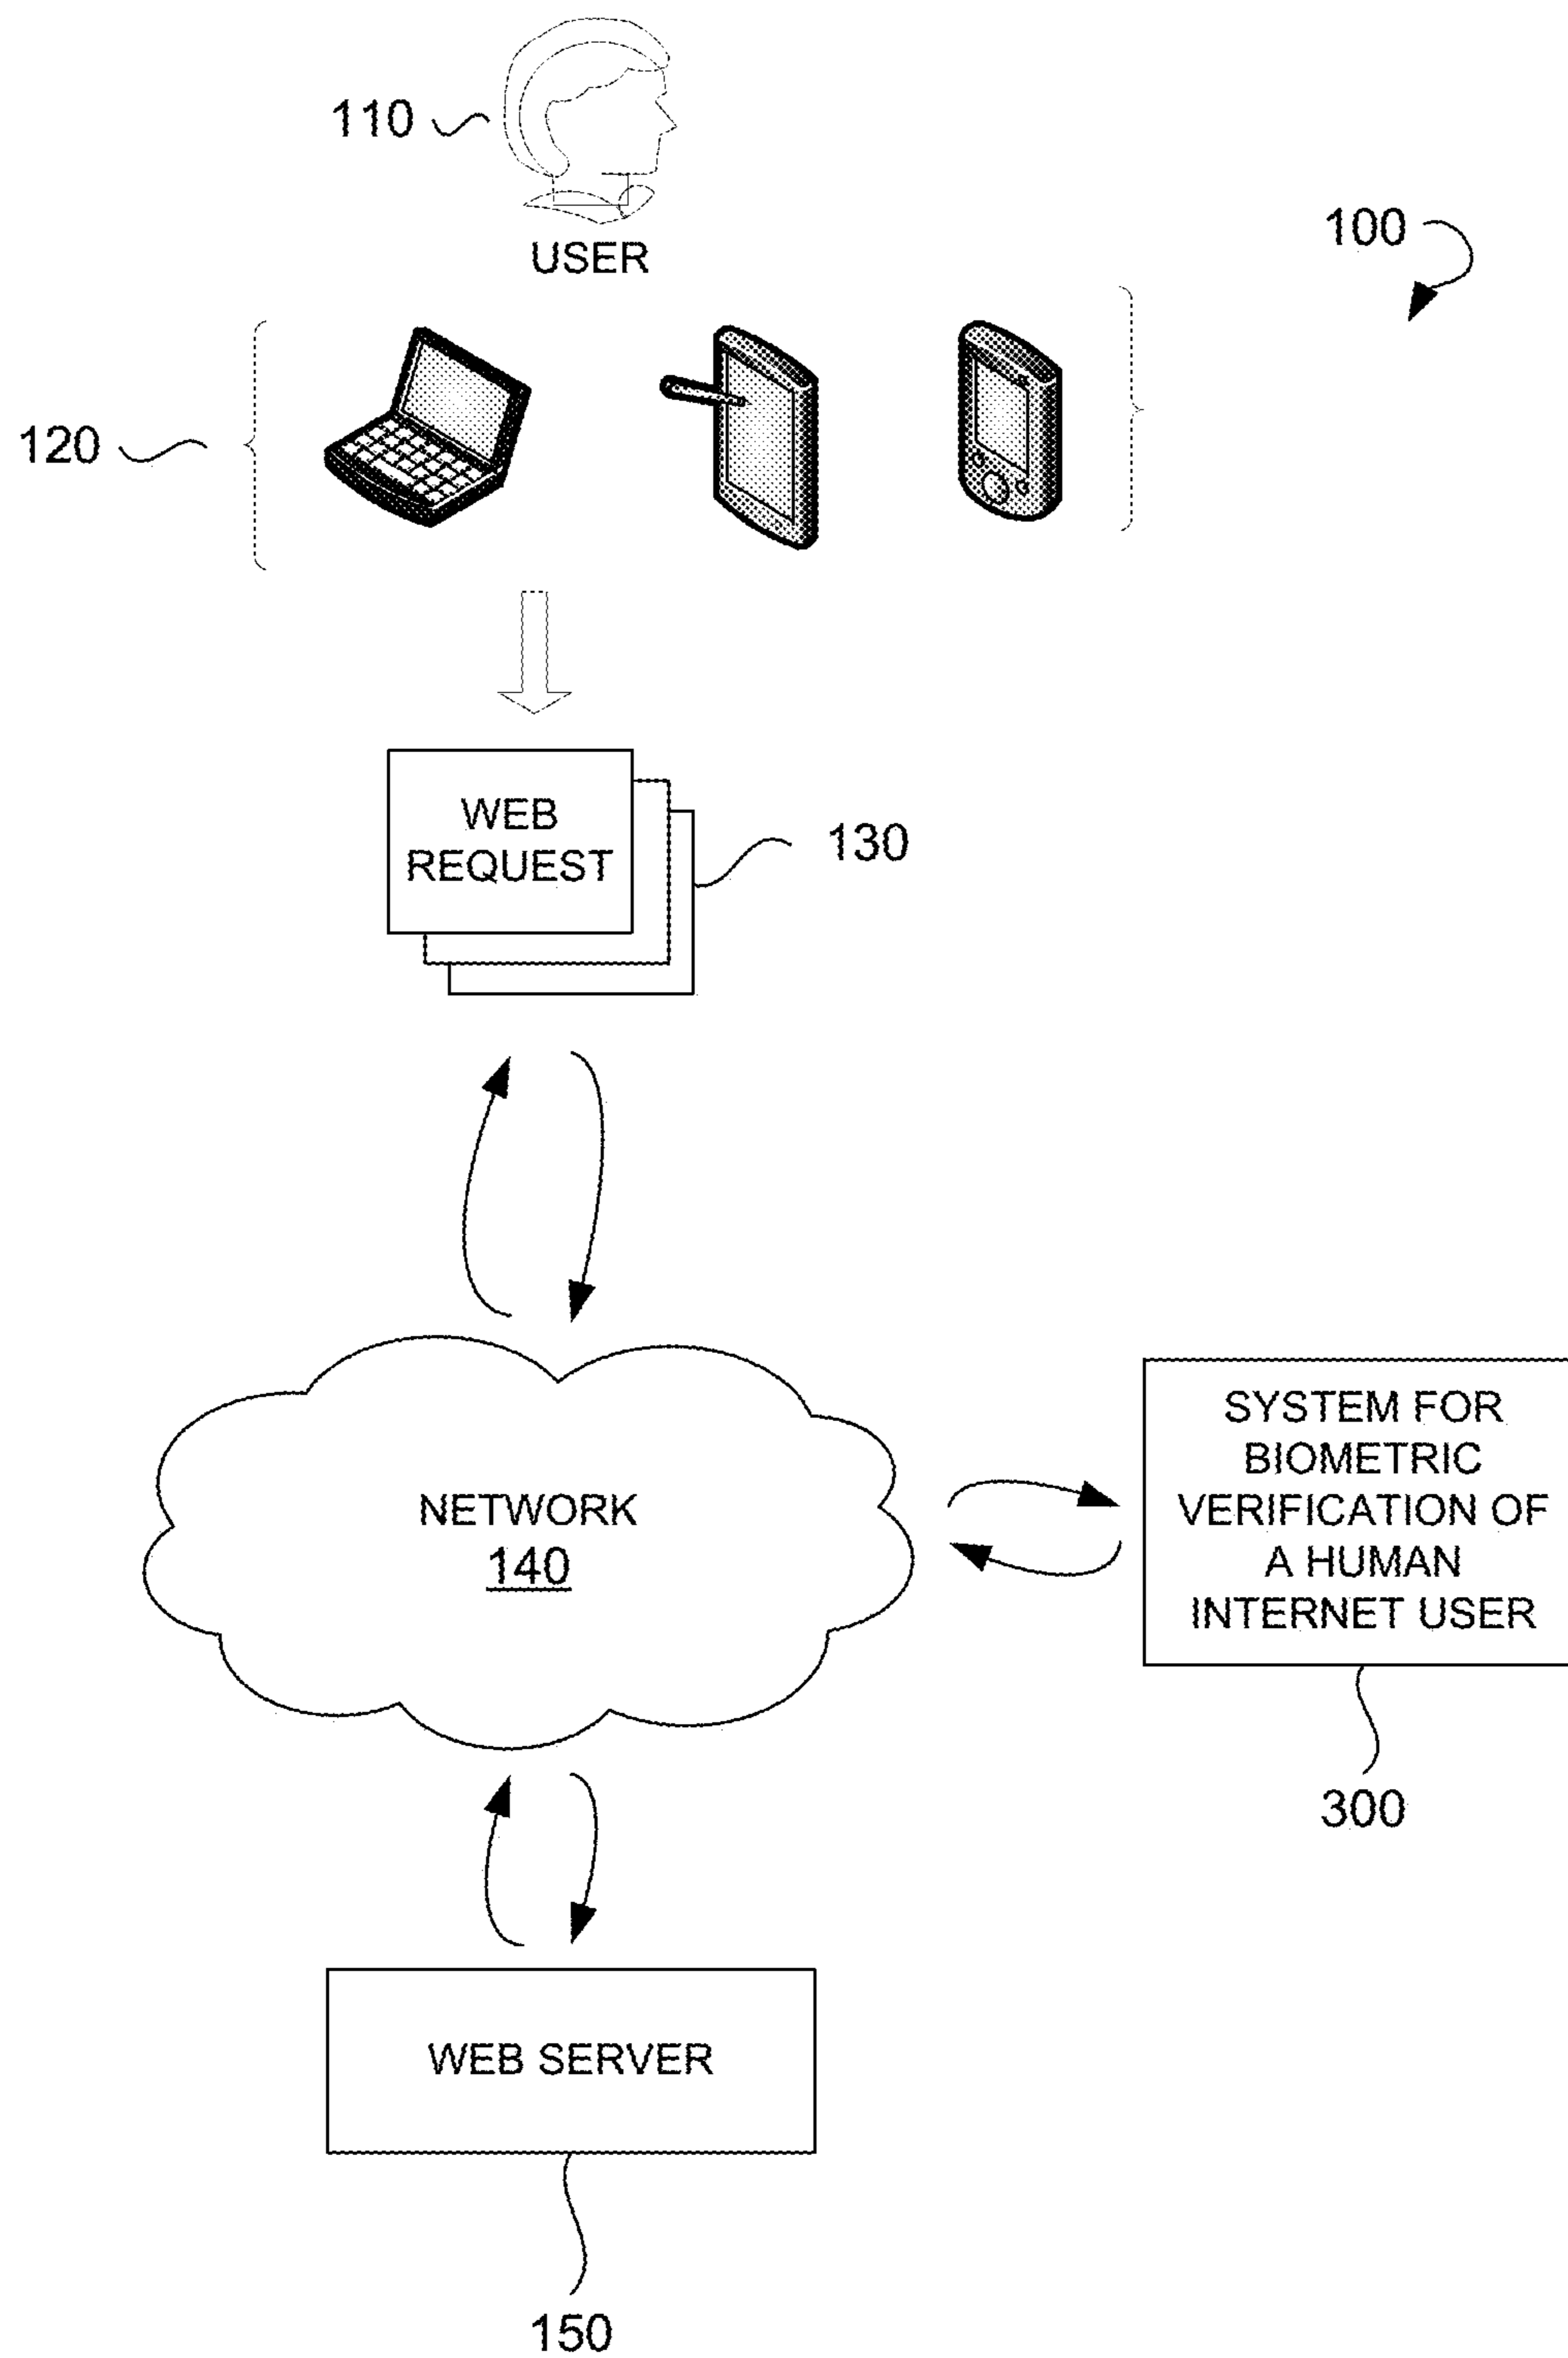 110
USER
100
120
WEB
REQUEST
130
NETWORK
140
SYSTEM FOR
BIOMETRIC
VERIFICATION OF
A HUMAN
INTERNET USER
300
WEB SERVER
150